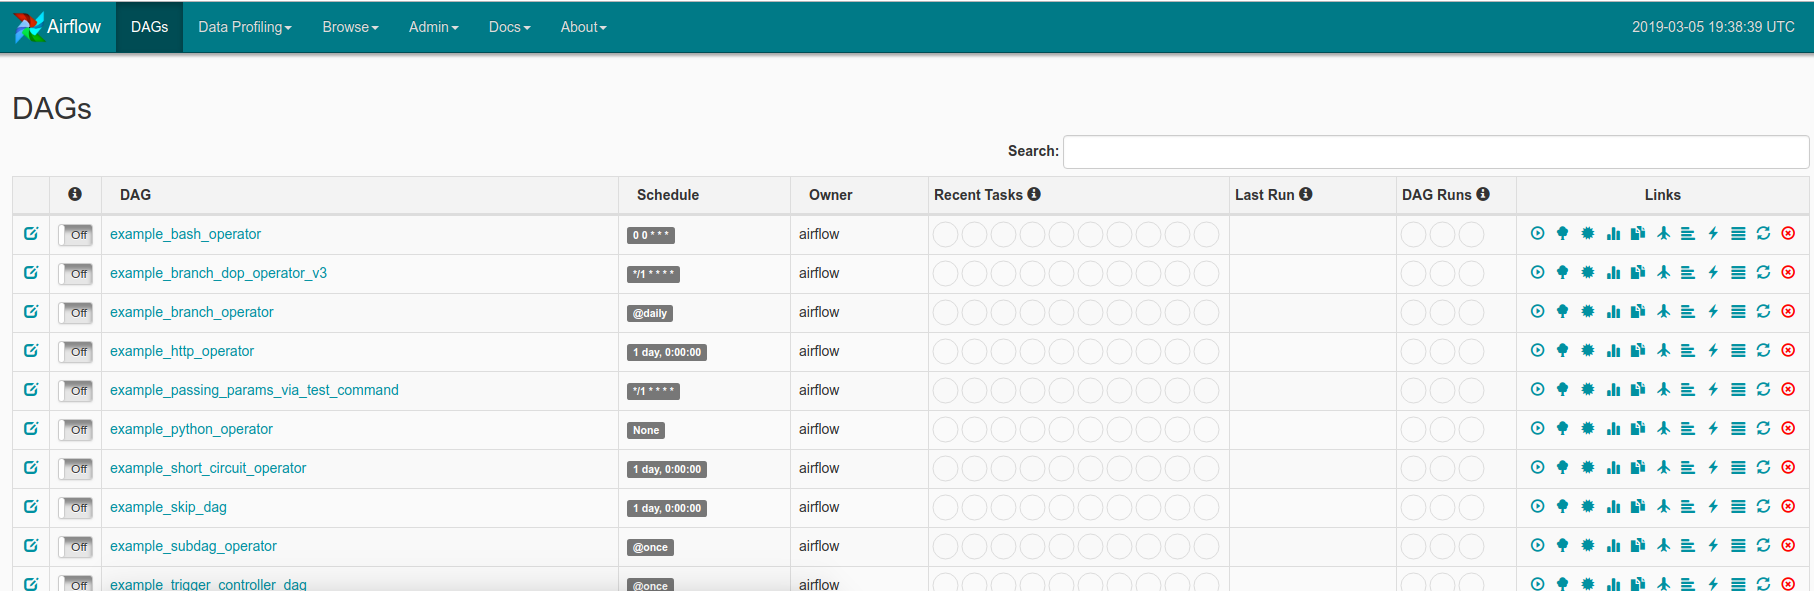 Airflow DAGs Data Profiling Browse Admin Docs About 2019-03-05 19:38:39 UTC
DAGs
Search:
DAG Schedule Owner Recent Tasks Last Run DAG Runs Links
Off example_bash_operator 0 0 * * * airflow
Off example_branch_dop_operator_v3 */1 * * * * airflow
Off example_branch_operator @daily airflow
Off example_http_operator 1 day, 0:00:00 airflow
Off example_passing_params_via_test_command */1 * * * * airflow
Off example_python_operator None airflow
Off example_short_circuit_operator 1 day, 0:00:00 airflow
Off example_skip_dag 1 day, 0:00:00 airflow
Off example_subdag_operator @once airflow
Off example_trigger_controller_dag @once airflow